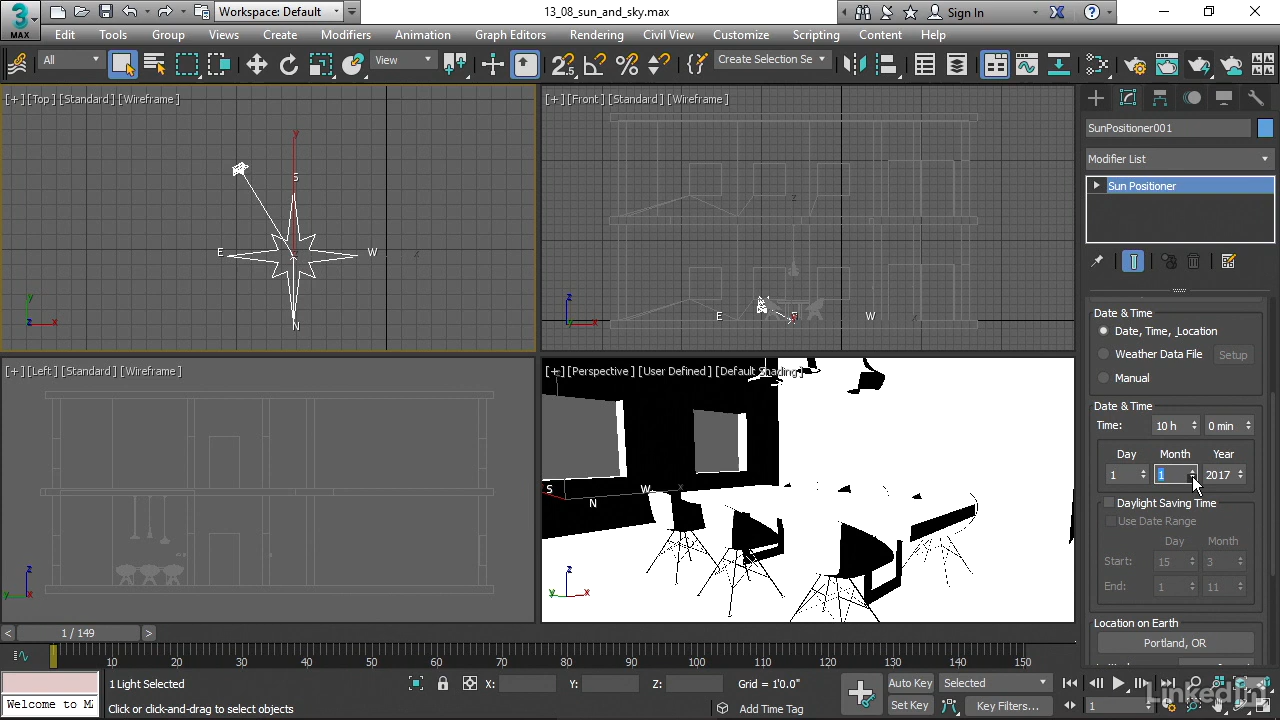 3
MAX
Workspace: Default
13_08_sun_and_sky.max
Sign In
Edit Tools Group Views Create Modifiers Animation Graph Editors Rendering Civil View Customize Scripting Content Help
All
View
2.5
Create Selection Se
[+] [Top] [Standard] [Wireframe]
y
S
E
W
N
z
y
x
z
[+] [Front] [Standard] [Wireframe]
z
E
S
W
x
z
x
[+] [Left] [Standard] [Wireframe]
z
y
x
[+] [Perspective] [User Defined] [Default Shading]
S
W
x
N
z
y
x
SunPositioner001
Modifier List
Sun Positioner
Date & Time
Date, Time, _Location
Weather Data File Setup
Manual
Date & Time
Time: 10 h 0 min
Day Month Year
1 1 2017
Daylight Saving Time
Use Date Range
Day Month
Start: 15 3
End: 1 11
Location on Earth
Portland, OR
< 1 / 149 >
10 20 30 40 50 60 70 80 90 100 110 120 130 140 150
1 Light Selected
X: Y: Z: Grid = 1'0.0"
Auto Key Selected
Welcome to M
Click or click-and-drag to select objects
Add Time Tag
Set Key Key Filters...
1
LinkedIn